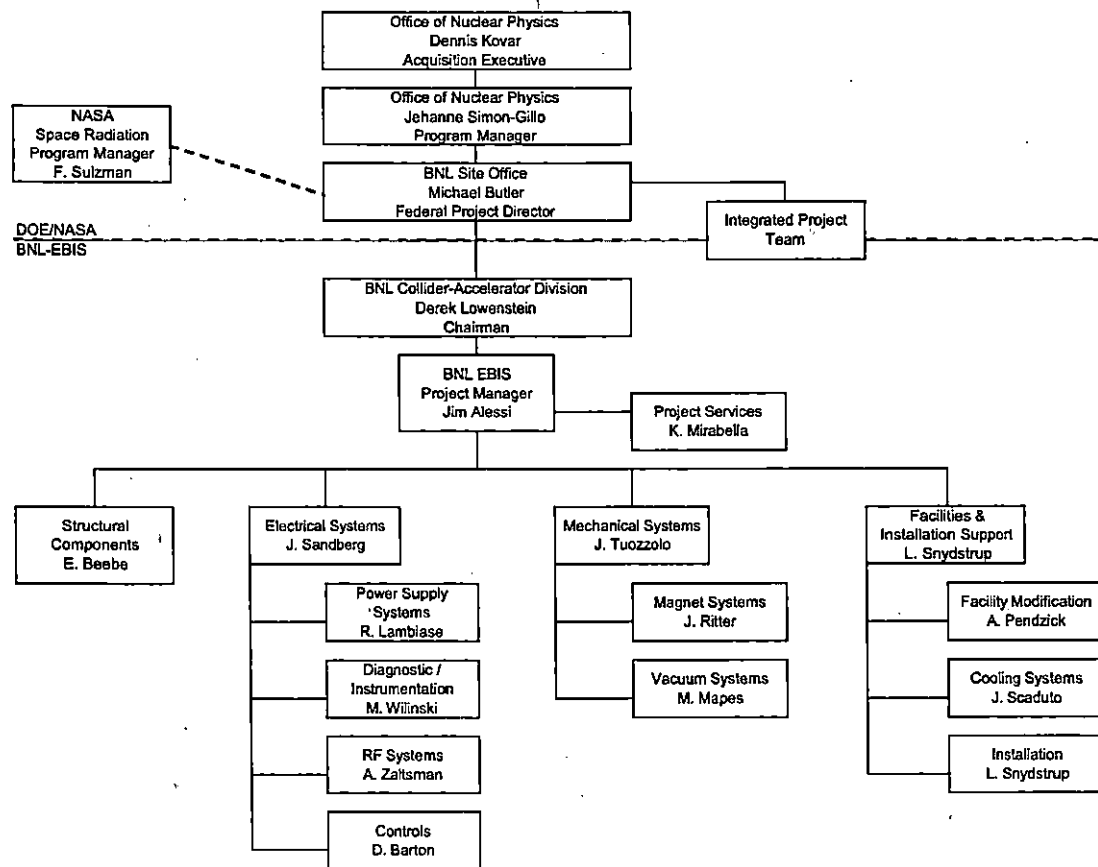 Office of Nuclear Physics
Dennis Kovar
Acquisition Executive
Office of Nuclear Physics
Jehanne Simon-Gillo
Program Manager
NASA
Space Radiation
Program Manager
F. Sulzman
BNL Site Office
Michael Butler
Federal Project Director
Integrated Project
Team
DOE/NASA
BNL-EBIS
BNL Collider-Accelerator Division
Derek Lowenstein
Chairman
BNL EBIS
Project Manager
Jim Alessi
Project Services
K. Mirabella
Structural
Components
E. Beebe
Electrical Systems
J. Sandberg
Mechanical Systems
J. Tuozzolo
Facilities &
Installation Support
L. Snydstrup
Power Supply
Systems
R. Lambiase
Magnet Systems
J. Ritter
Facility Modification
A. Pendzick
Diagnostic /
Instrumentation
M. Wilinski
Vacuum Systems
M. Mapes
Cooling Systems
J. Scaduto
RF Systems
A. Zaltsman
Installation
L. Snydstrup
Controls
D. Barton